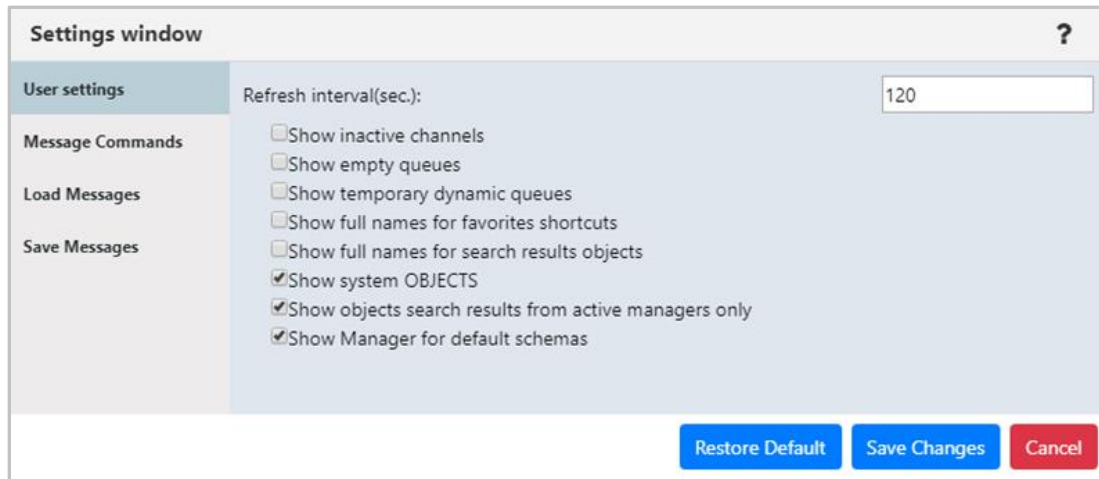 Settings window ?
User settings
Message Commands
Load Messages
Save Messages
Refresh interval(sec.): 120
Show inactive channels
Show empty queues
Show temporary dynamic queues
Show full names for favorites shortcuts
Show full names for search results objects
Show system OBJECTS
Show objects search results from active managers only
Show Manager for default schemas
Restore Default Save Changes Cancel